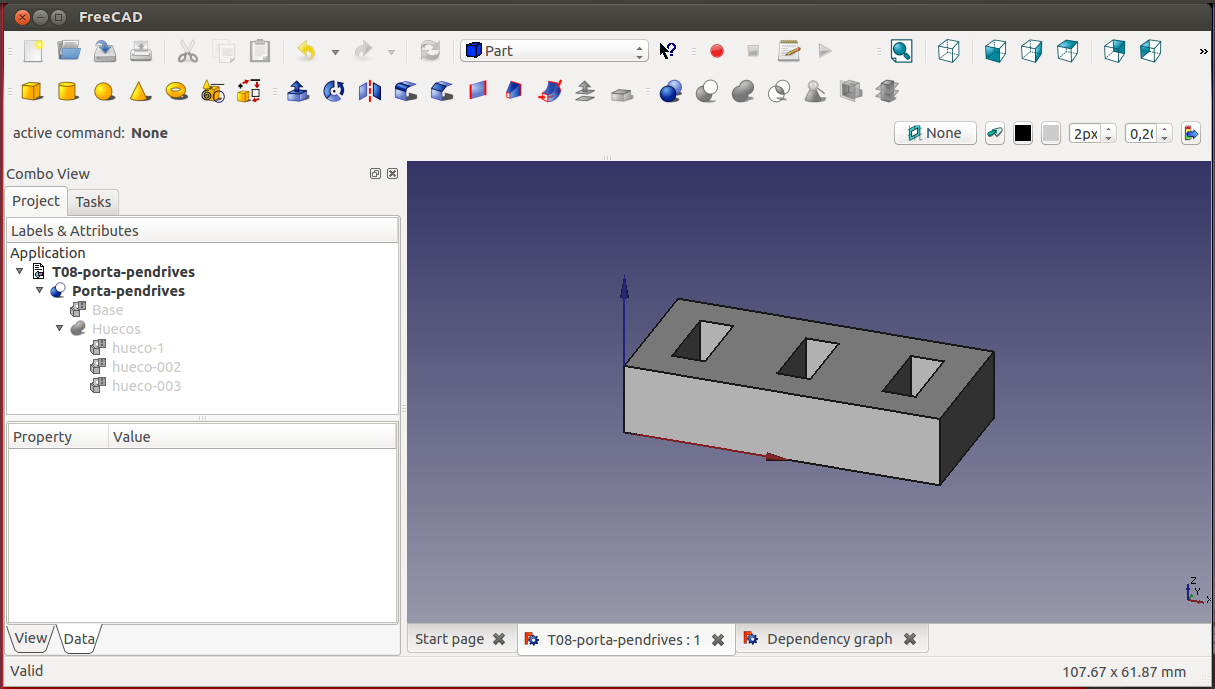 FreeCAD
Part
active command: None
None
2px
0,20
Combo View
Project
Tasks
Labels & Attributes
Application
T08-porta-pendrives
Porta-pendrives
Base
Huecos
hueco-1
hueco-002
hueco-003
Property
Value
View
Data
Z
Y
X
Start page
T08-porta-pendrives : 1
Dependency graph
Valid
107.67 x 61.87 mm